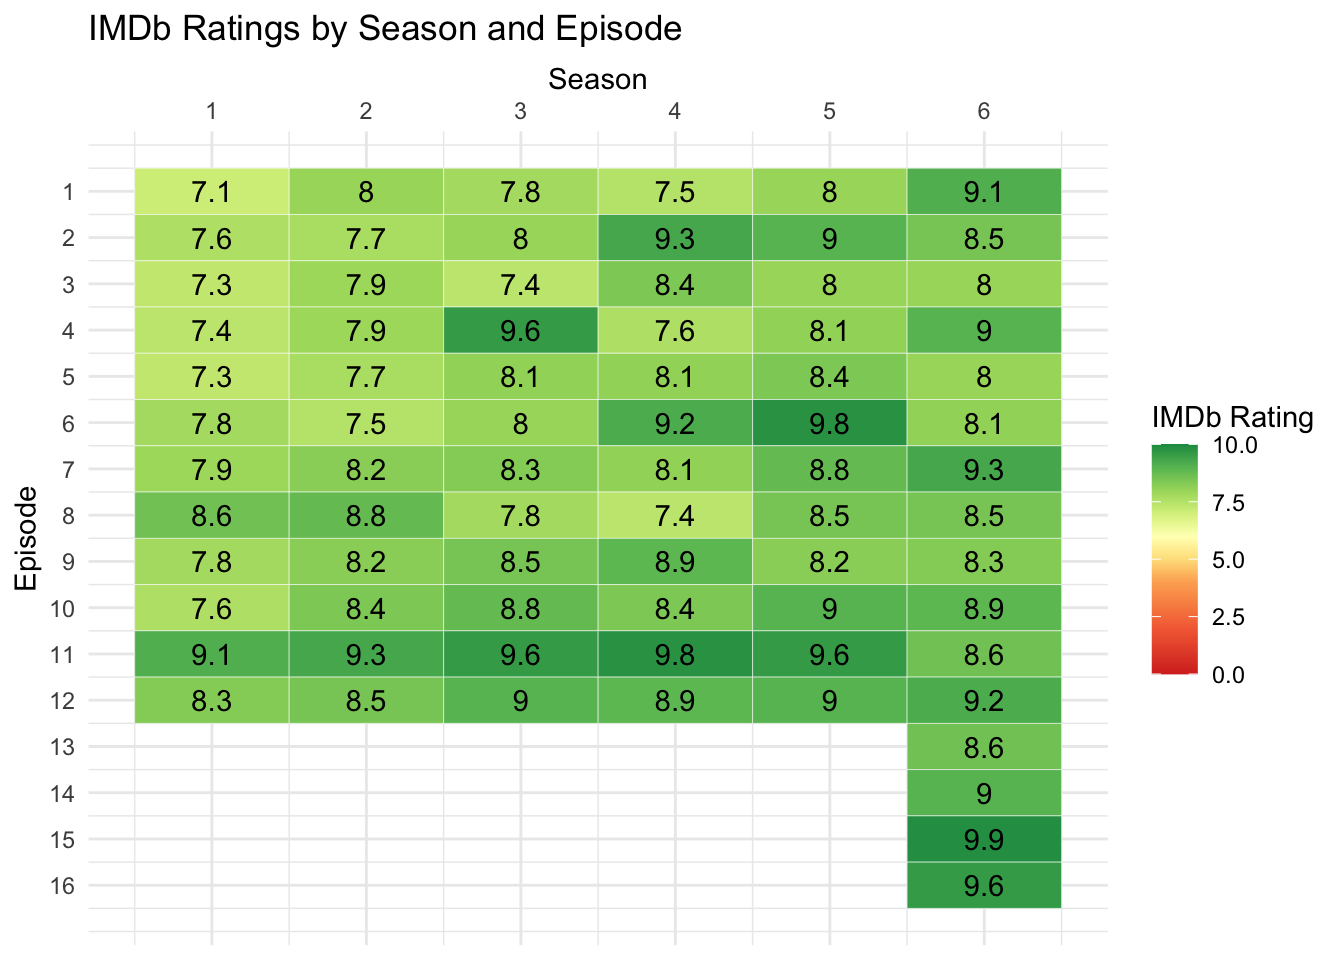 IMDb Ratings by Season and Episode
Season
1 2 3 4 5 6
1 7.1 8 7.8 7.5 8 9.1
2 7.6 7.7 8 9.3 9 8.5
3 7.3 7.9 7.4 8.4 8 8
4 7.4 7.9 9.6 7.6 8.1 9
5 7.3 7.7 8.1 8.1 8.4 8
6 7.8 7.5 8 9.2 9.8 8.1
7 7.9 8.2 8.3 8.1 8.8 9.3
8 8.6 8.8 7.8 7.4 8.5 8.5
9 7.8 8.2 8.5 8.9 8.2 8.3
10 7.6 8.4 8.8 8.4 9 8.9
11 9.1 9.3 9.6 9.8 9.6 8.6
12 8.3 8.5 9 8.9 9 9.2
13 8.6
14 9
15 9.9
16 9.6
Episode
IMDb Rating
10.0
7.5
5.0
2.5
0.0